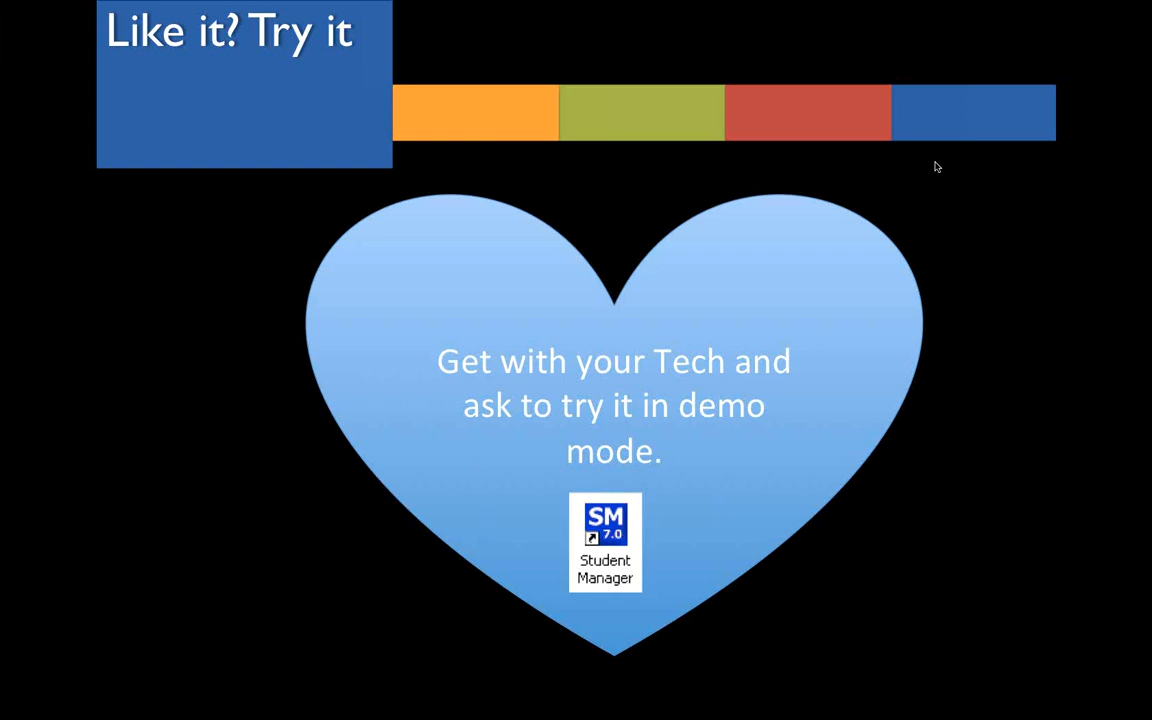 Like it? Try it
Get with your Tech and
ask to try it in demo
mode.
SM
7.0
Student
Manager